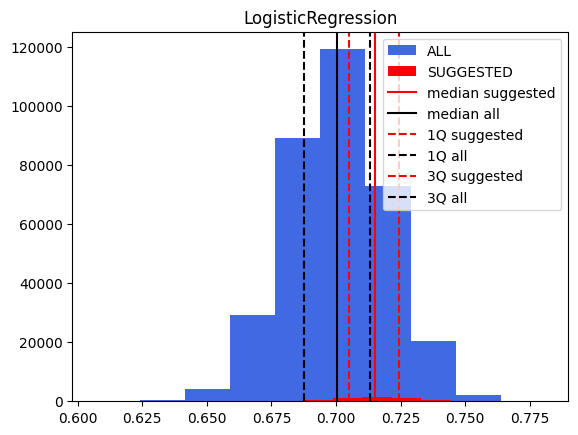 LogisticRegression
120000
100000
80000
60000
40000
20000
0
ALL
SUGGESTED
median suggested
median all
1Q suggested
1Q all
3Q suggested
3Q all
0.600 0.625 0.650 0.675 0.700 0.725 0.750 0.775